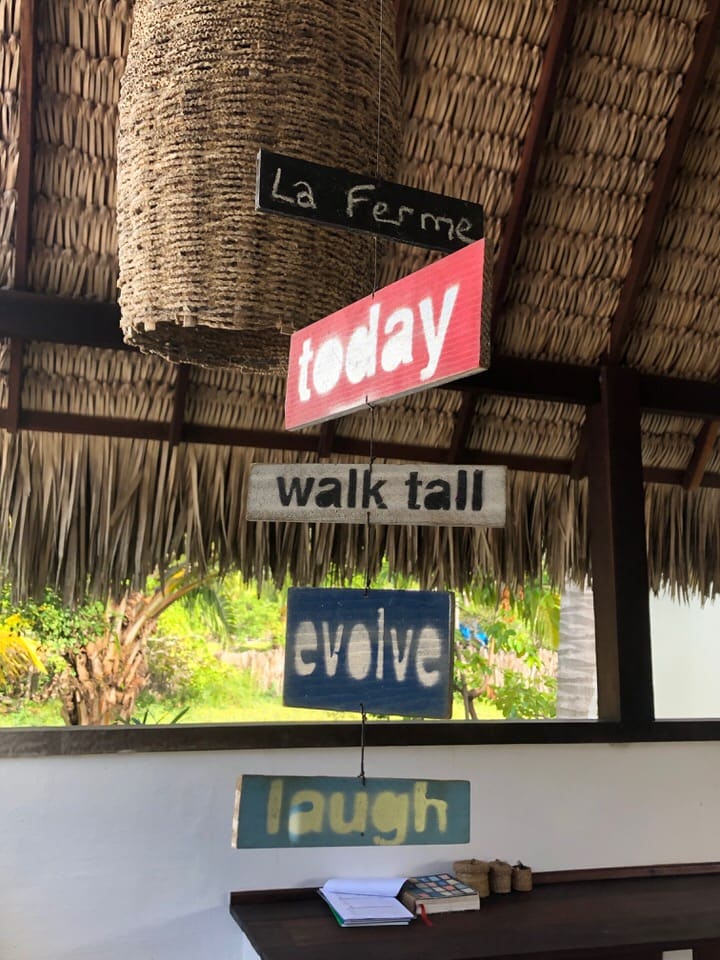 La Ferme
today
walk tall
evolve
laugh